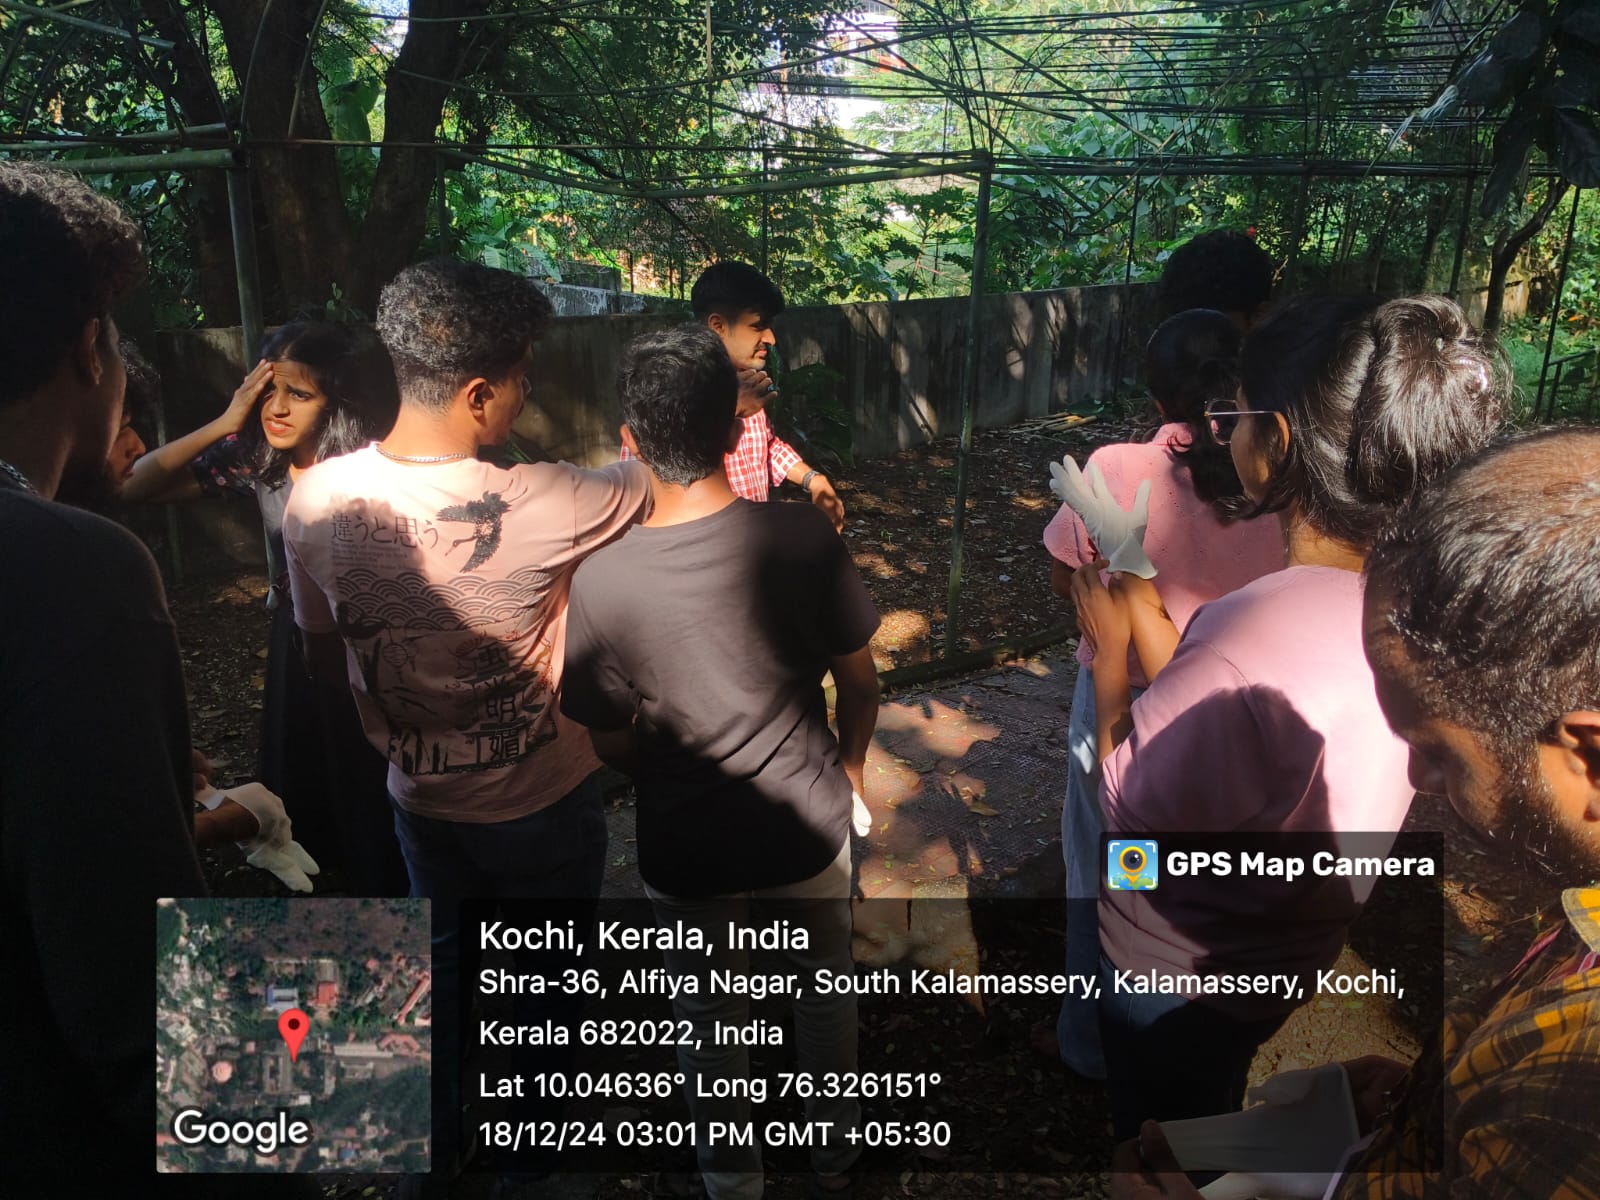 違うと思う
GPS Map Camera
Kochi, Kerala, India
Shra-36, Alfiya Nagar, South Kalamassery, Kalamassery, Kochi,
Kerala 682022, India
Lat 10.04636° Long 76.326151°
18/12/24 03:01 PM GMT +05:30
Google